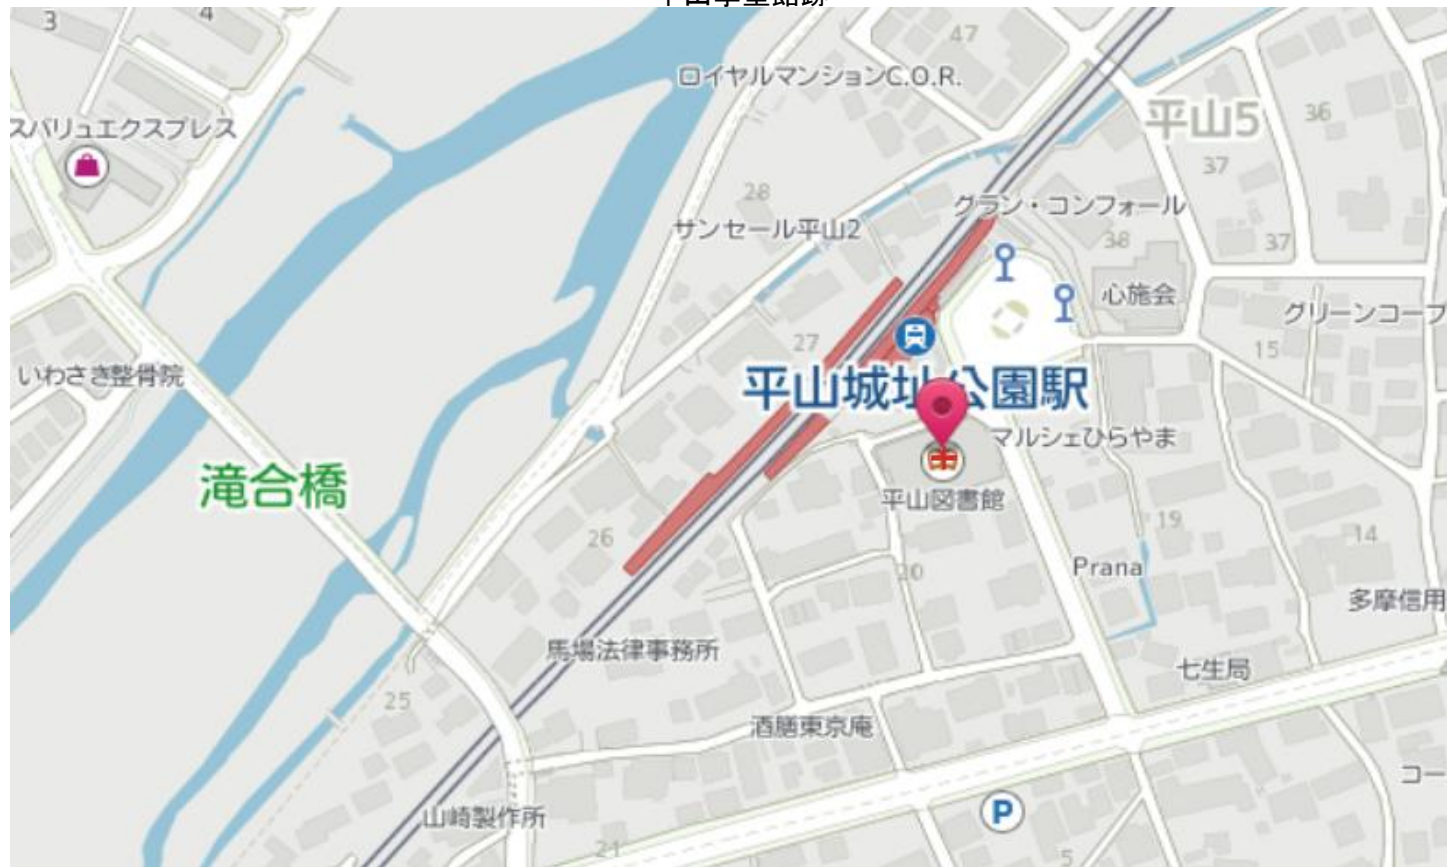 3
4
47
ロイヤルマンションC.O.R.
平山5
36
スバリュエクスプレス
37
28
グラン・コンフォール
サンセール平山2
38
37
心施会
グリーンコーフ
27
15
いわさき整骨院
平山城址公園駅
マルシェひらやま
滝合橋
平山図書館
19
14
26
20
Prana
多摩信用
馬場法律事務所
七生局
25
酒膳東京庵
コー
P
山崎製作所
21
5